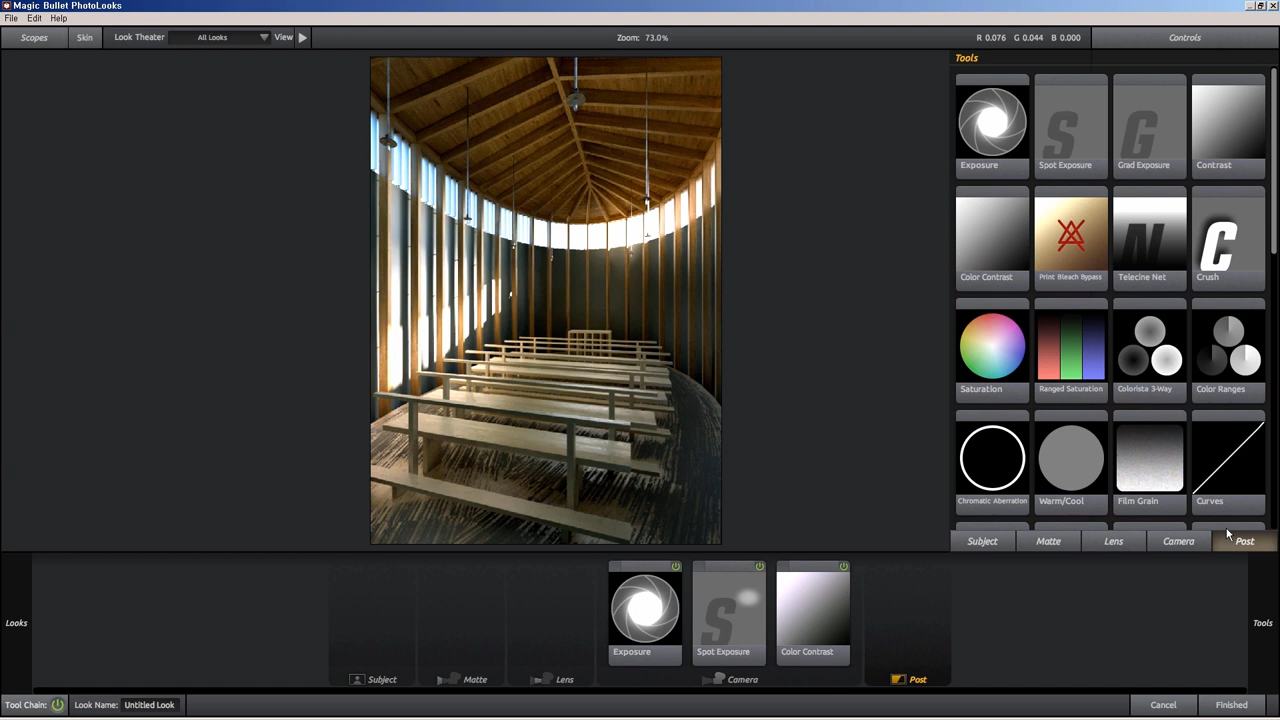 Magic Bullet PhotoLooks
File Edit Help
Scopes Skin Look Theater All Looks View Zoom: 73.0% R 0.076 G 0.044 B 0.000 Controls
Tools
Exposure Spot Exposure Grad Exposure Contrast
Color Contrast Print Bleach Bypass Telecine Net Crush
Saturation Ranged Saturation Colorista 3-Way Color Ranges
Chromatic Aberration Warm/Cool Film Grain Curves
Subject Matte Lens Camera Post
Looks Exposure Spot Exposure Color Contrast Tools
Subject Matte Lens Camera Post
Tool Chain: Look Name: Untitled Look Cancel Finished